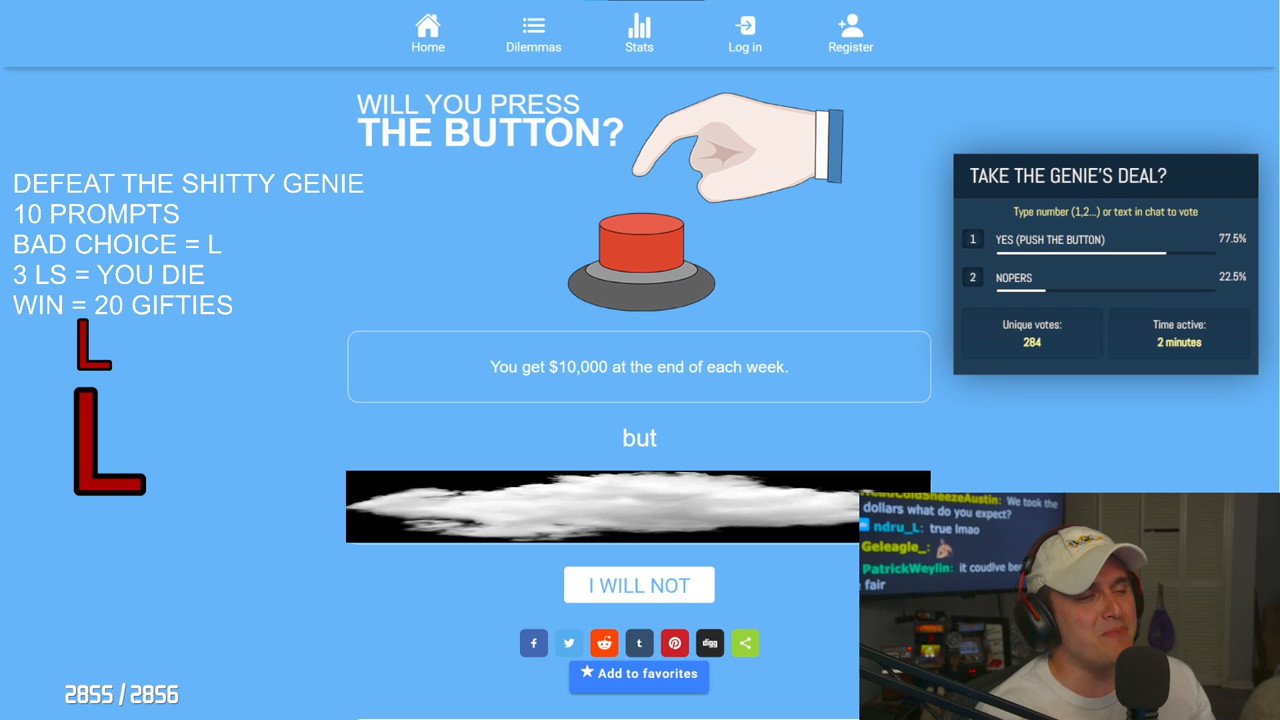 Home
Dilemmas
Stats
Log in
Register
WILL YOU PRESS
THE BUTTON?
DEFEAT THE SHITTY GENIE
10 PROMPTS
BAD CHOICE = L
3 LS = YOU DIE
WIN = 20 GIFTIES
L
L
TAKE THE GENIE'S DEAL?
Type number (1,2...) or text in chat to vote
1 YES (PUSH THE BUTTON) 77.5%
2 NOPERS 22.5%
Unique votes: Time active:
284 2 minutes
You get $10,000 at the end of each week.
but
I WILL NOT
f t digg
Add to favorites
2855 / 2856
HeadColdSneezeAustin: We took the
dollars what do you expect?
ndru_L: true lmao
Geleagle_:
PatrickWeylin: it coudlve
fair